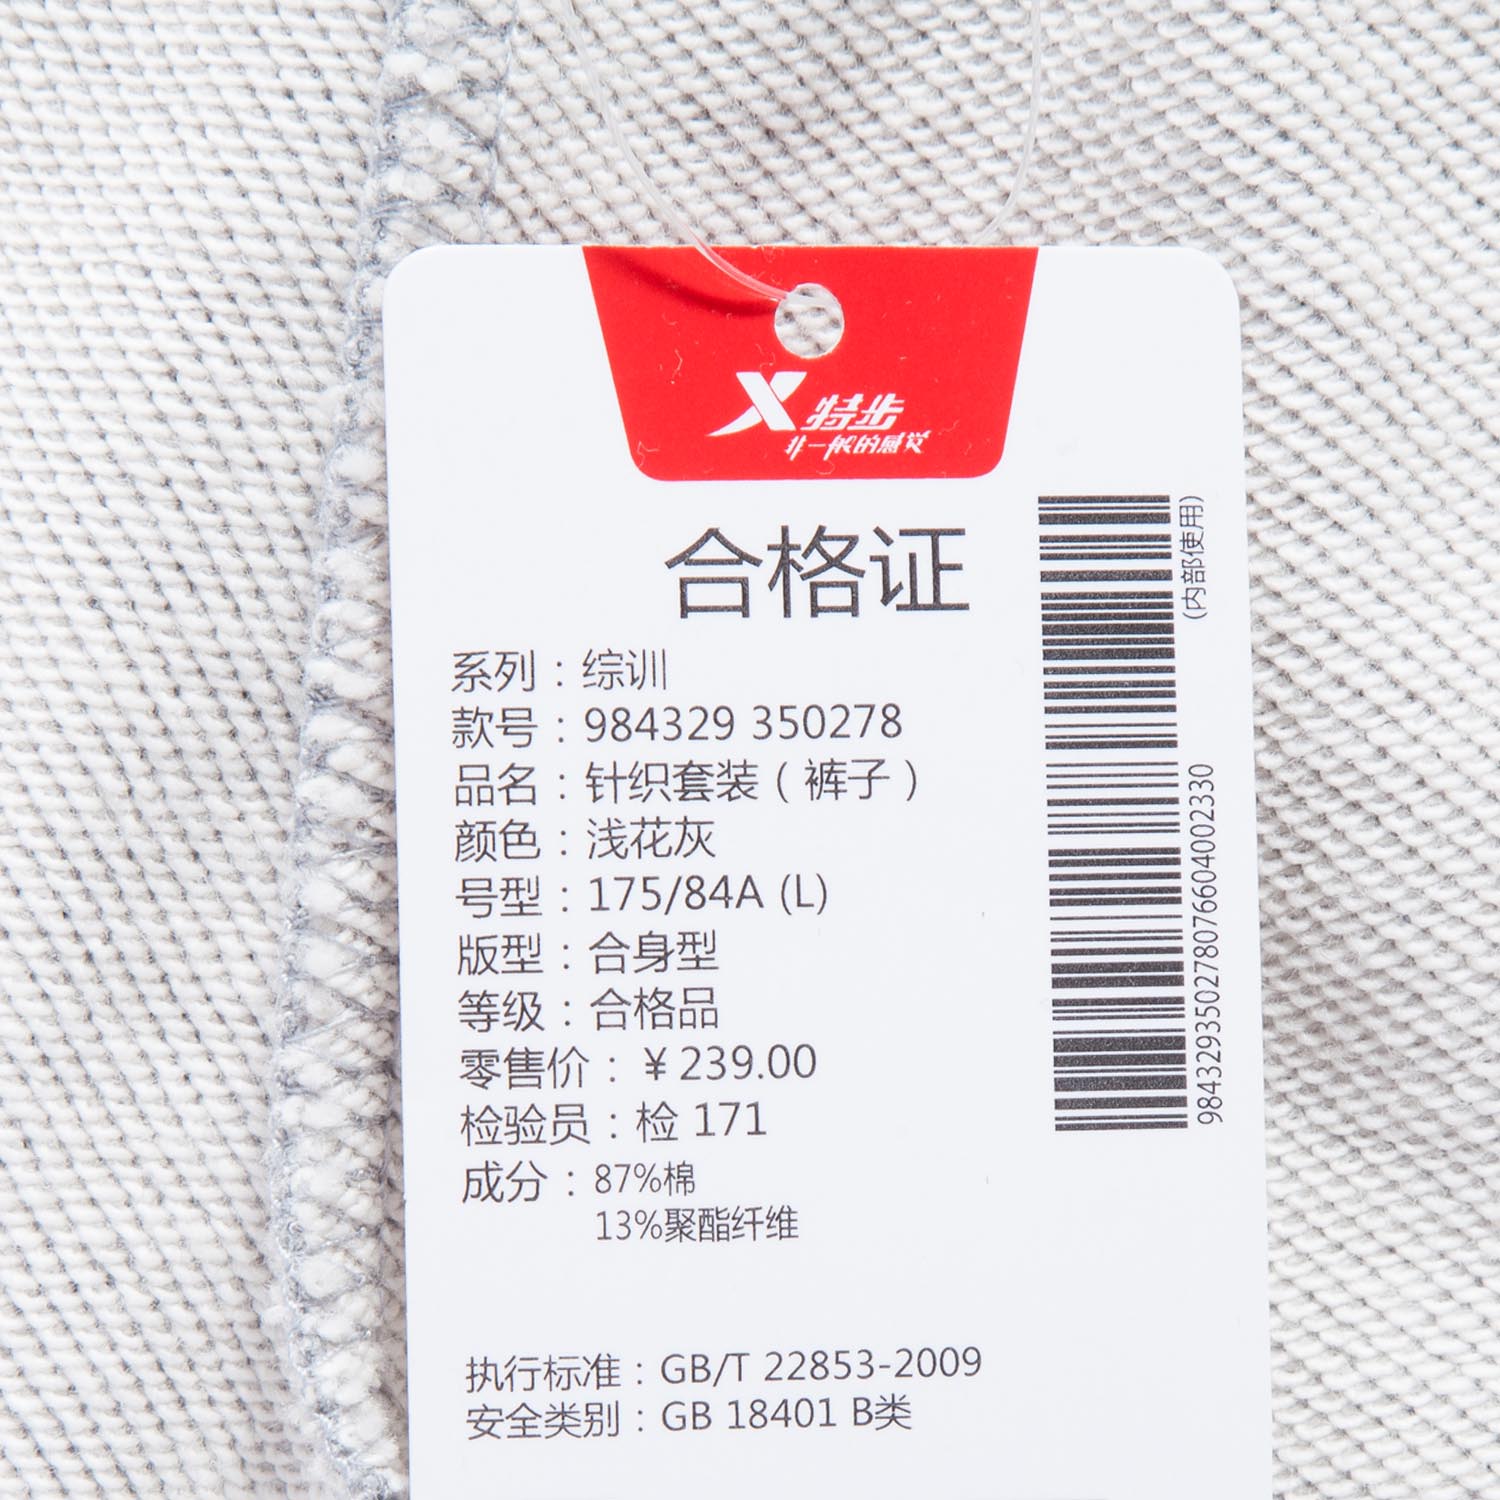 特步
非一般的感觉
合格证
系列：综训
款号：984329 350278
品名：针织套装（裤子）
颜色：浅花灰
号型：175/84A (L)
版型：合身型
等级：合格品
零售价：￥239.00
检验员：检 171
成分：87%棉
13%聚酯纤维
执行标准：GB/T 22853-2009
安全类别：GB 18401 B类
(内部使用)
984329350278076604002330